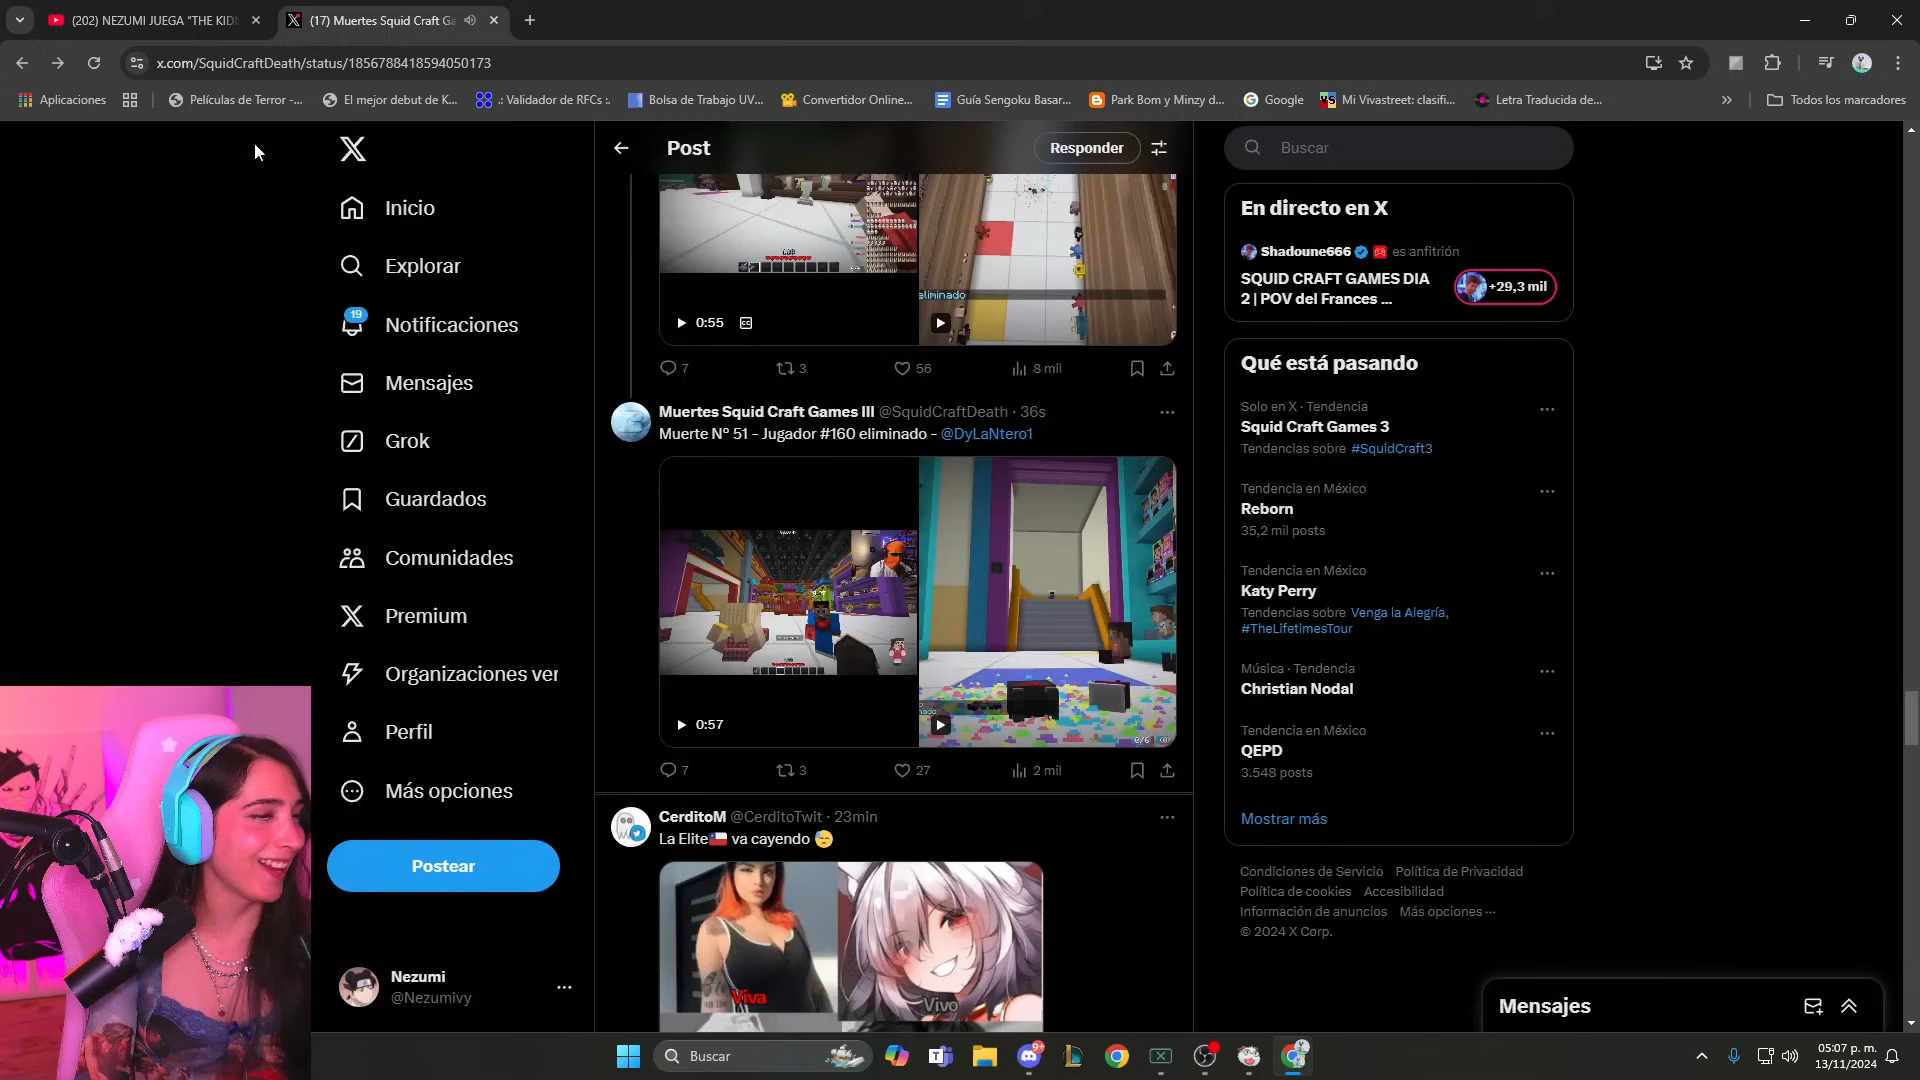 (202) NEZUMI JUEGA "THE KID
(17) Muertes Squid Craft Ga
x.com/SquidCraftDeath/status/1856788418594050173
Aplicaciones
Películas de Terror -...
El mejor debut de K...
.: Validador de RFCs :.
Bolsa de Trabajo UV...
Convertidor Online...
Guía Sengoku Basar...
Park Bom y Minzy d...
Google
Mi Vivastreet: clasifi...
Letra Traducida de...
Todos los marcadores
Inicio
Explorar
19
Notificaciones
Mensajes
Grok
Guardados
Comunidades
Premium
Organizaciones ver
Perfil
Más opciones
Postear
Nezumi
@Nezumivy
Post
Responder
eliminado
0:55
7
3
56
8 mil
Muertes Squid Craft Games III @SquidCraftDeath · 36s
Muerte Nº 51 - Jugador #160 eliminado - @DyLaNtero1
0:57
0/6
7
3
27
2 mil
CerditoM @CerditoTwit · 23min
La Elite🇨🇱 va cayendo 😓
Viva
Vivo
Buscar
En directo en X
Shadoune666 es anfitrión
SQUID CRAFT GAMES DIA
2 | POV del Frances ...
+29,3 mil
Qué está pasando
Solo en X · Tendencia
Squid Craft Games 3
Tendencias sobre #SquidCraft3
Tendencia en México
Reborn
35,2 mil posts
Tendencia en México
Katy Perry
Tendencias sobre Venga la Alegría,
#TheLifetimesTour
Música · Tendencia
Christian Nodal
Tendencia en México
QEPD
3.548 posts
Mostrar más
Condiciones de Servicio Política de Privacidad
Política de cookies Accesibilidad
Información de anuncios Más opciones ···
© 2024 X Corp.
Mensajes
Buscar
9+
05:07 p. m.
13/11/2024